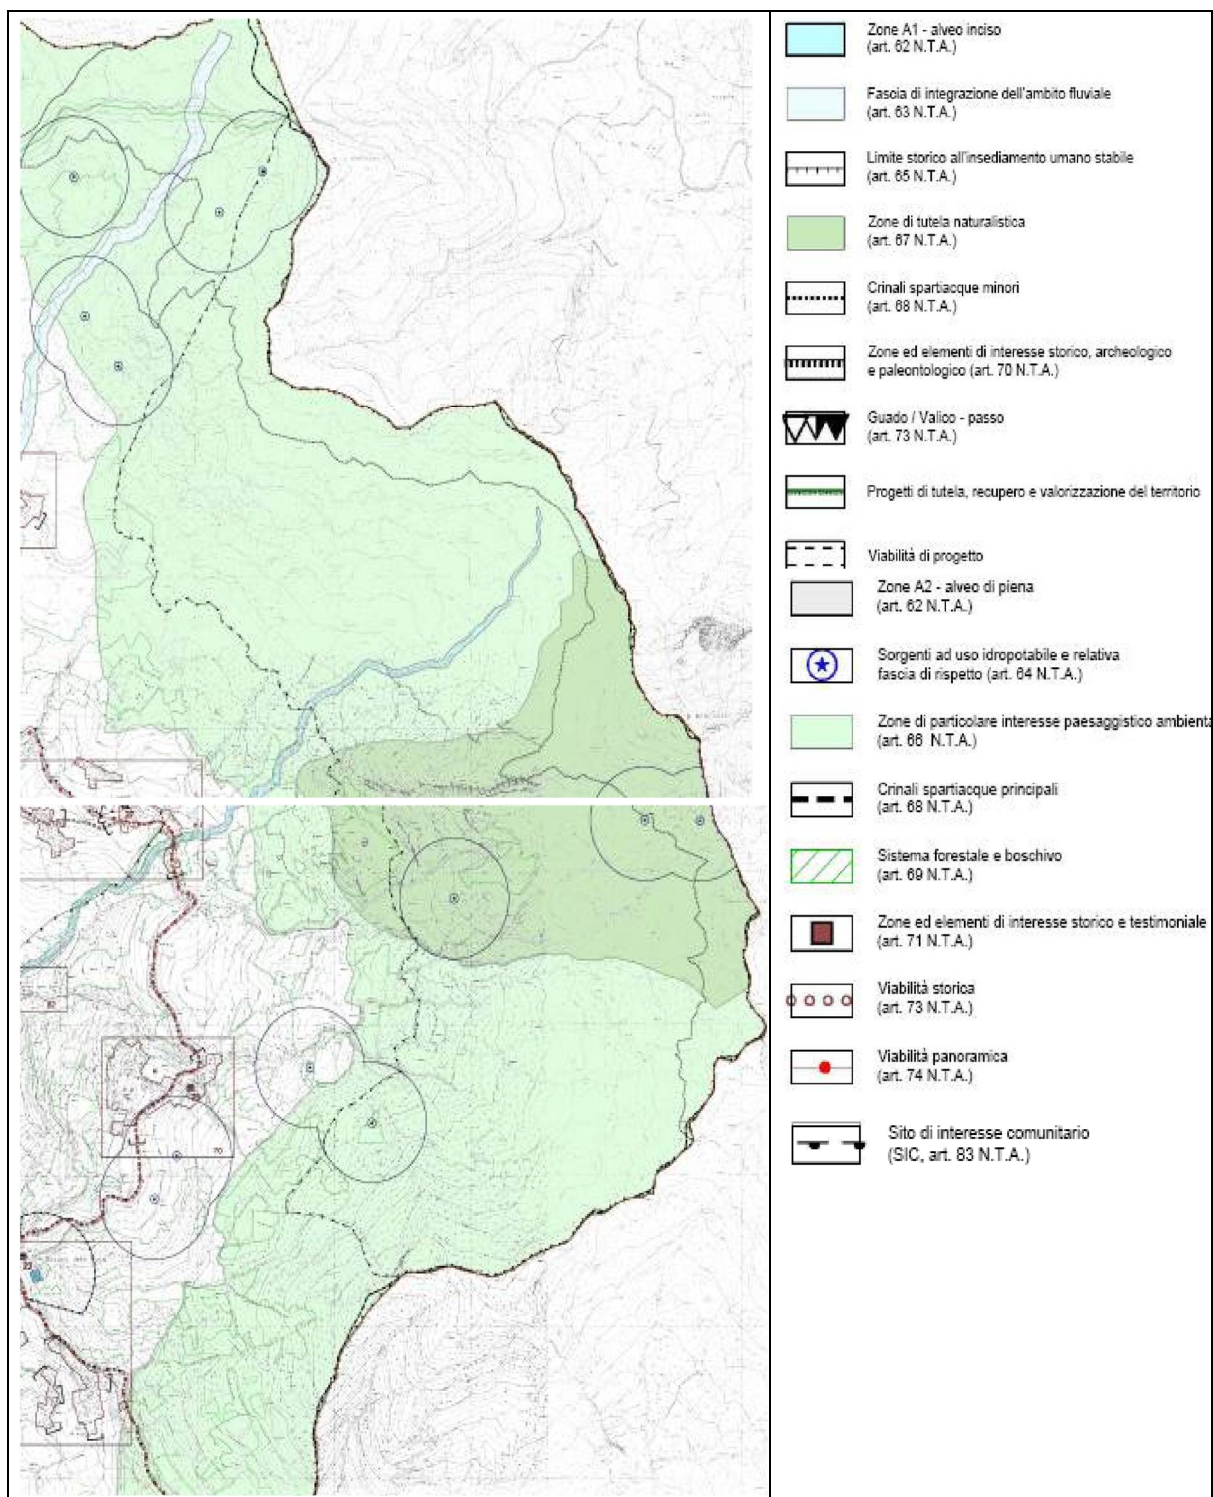 Zone A1 - alveo inciso
(art. 62 N.T.A.)
Fascia di integrazione dell'ambito fluviale
(art. 63 N.T.A.)
Limite storico all'insediamento umano stabile
(art. 65 N.T.A.)
Zone di tutela naturalistica
(art. 67 N.T.A.)
Crinali spartiacque minori
(art. 68 N.T.A.)
Zone ed elementi di interesse storico, archeologico
e paleontologico (art. 70 N.T.A.)
Guado / Valico - passo
(art. 73 N.T.A.)
Progetti di tutela, recupero e valorizzazione del territorio
Viabilità di progetto
Zone A2 - alveo di piena
(art. 62 N.T.A.)
Sorgenti ad uso idropotabile e relativa
fascia di rispetto (art. 64 N.T.A.)
Zone di particolare interesse paesaggistico ambienta
(art. 66 N.T.A.)
Crinali spartiacque principali
(art. 68 N.T.A.)
Sistema forestale e boschivo
(art. 69 N.T.A.)
Zone ed elementi di interesse storico e testimoniale
(art. 71 N.T.A.)
Viabilità storica
(art. 73 N.T.A.)
Viabilità panoramica
(art. 74 N.T.A.)
Sito di interesse comunitario
(SIC, art. 83 N.T.A.)
70